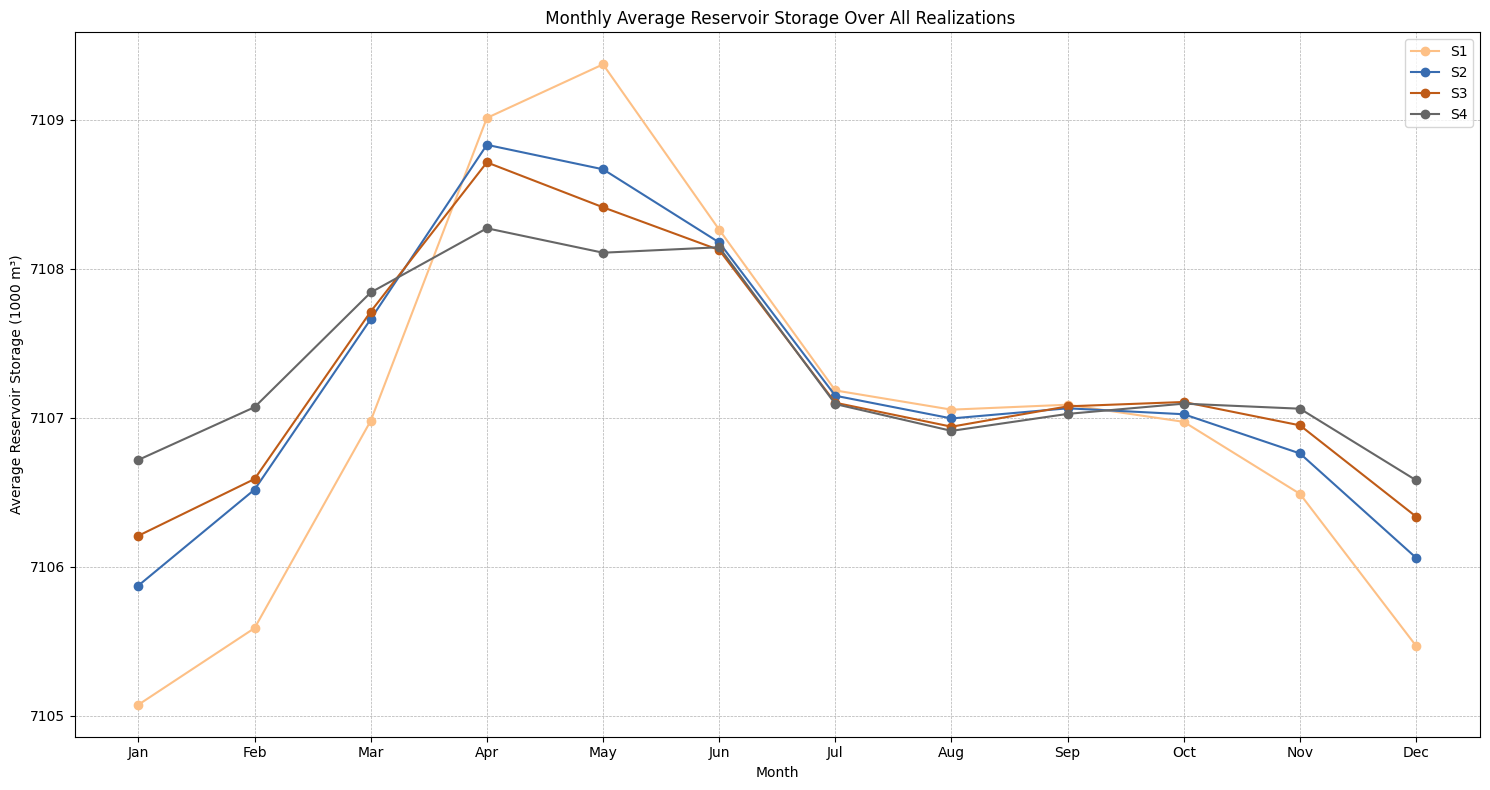 Monthly Average Reservoir Storage Over All Realizations
S1
S2
S3
S4
Average Reservoir Storage (1000 m³)
7109
7108
7107
7106
7105
Jan Feb Mar Apr May Jun Jul Aug Sep Oct Nov Dec
Month